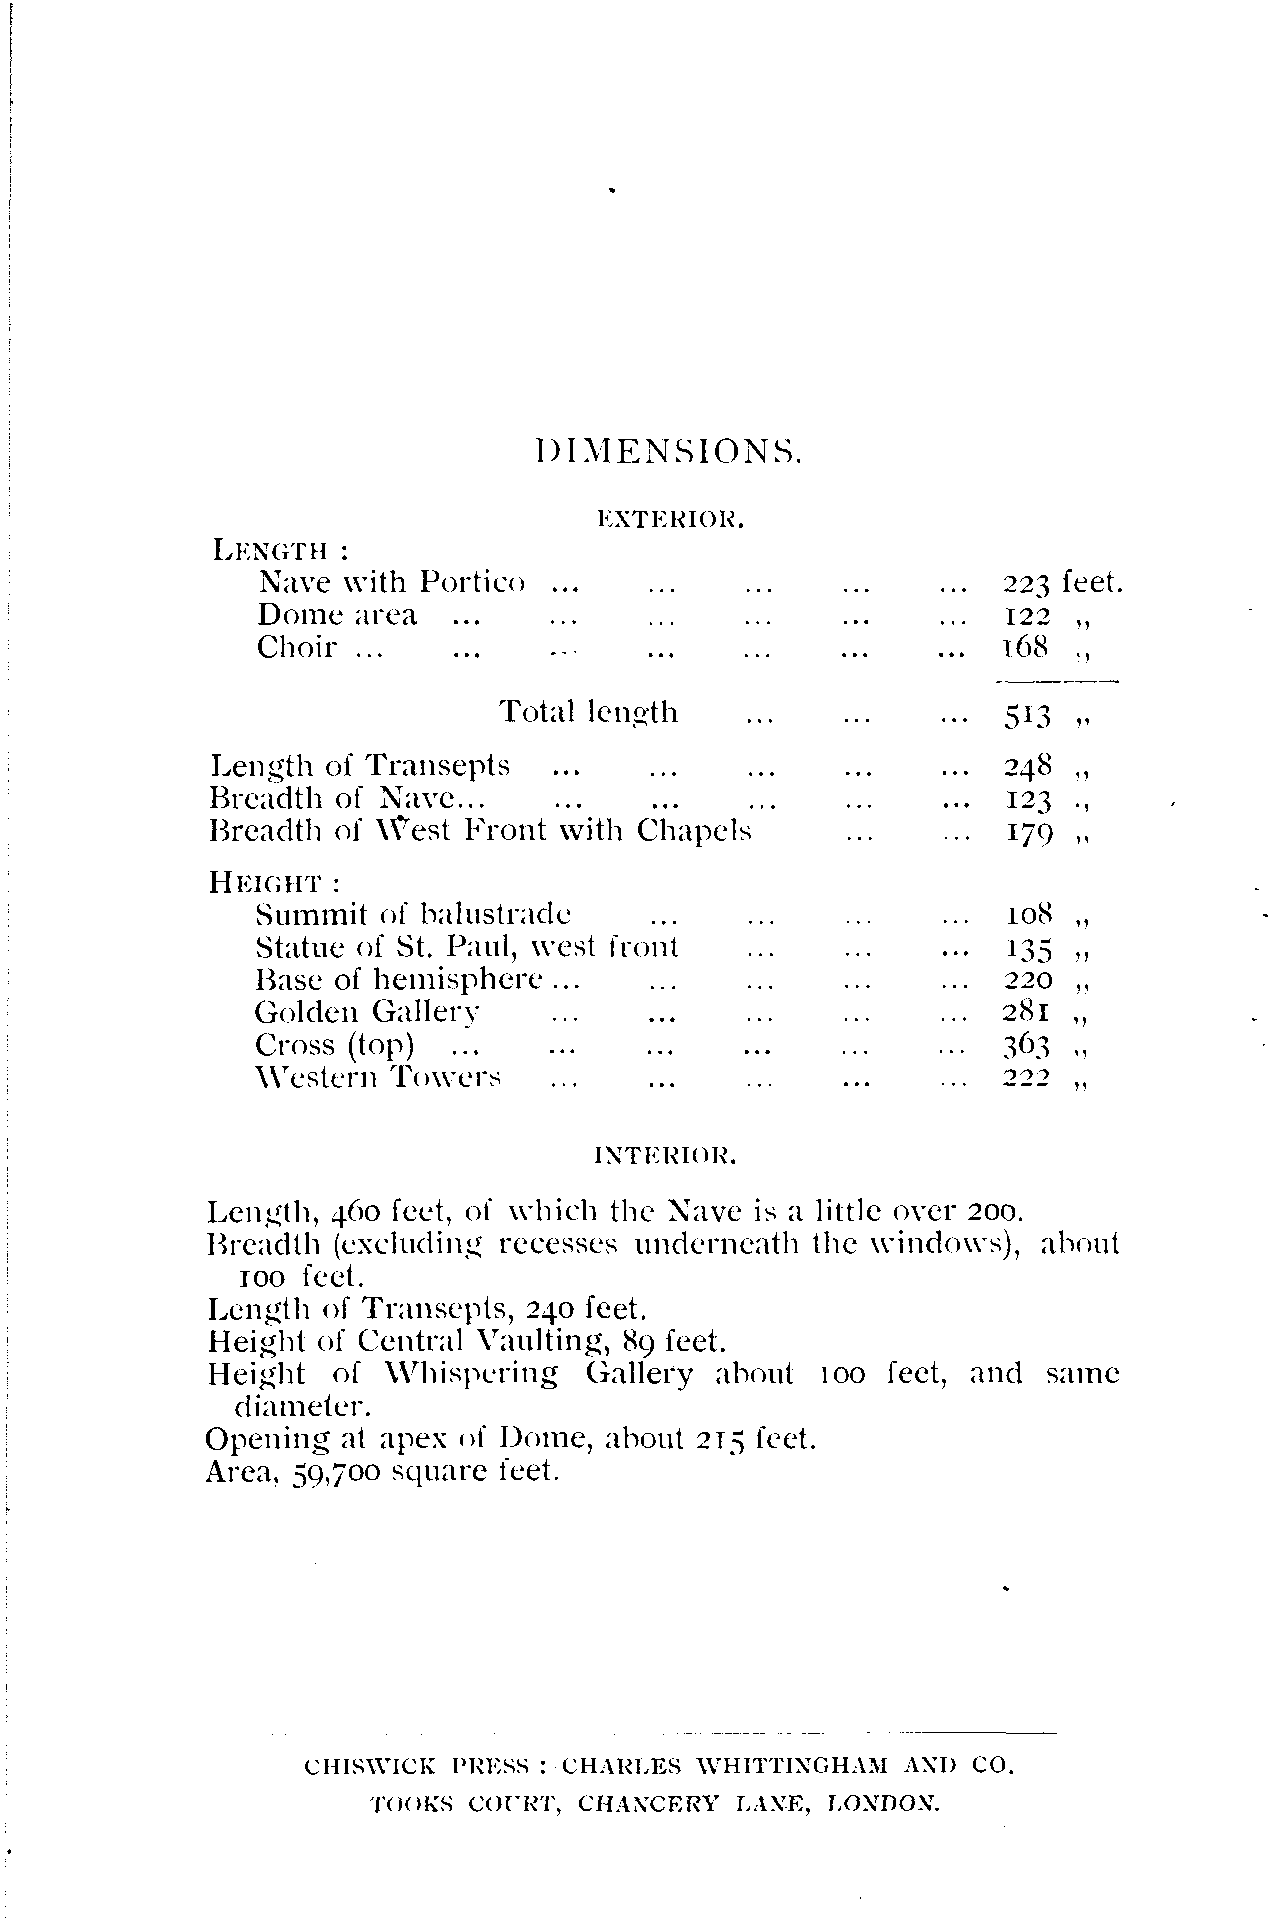 DIMENSIONS.
EXTERIOR.
LENGTH :
Nave with Portico ... ... ... ... ... 223 feet.
Dome area ... ... ... ... ... ... 122 „
Choir ... ... ... ... ... ... ... 168 „
Total length ... ... ... 513 „
Length of Transepts ... ... ... ... ... 248 „
Breadth of Nave... ... ... ... ... ... 123 „
Breadth of West Front with Chapels ... ... 179 „
HEIGHT :
Summit of balustrade ... ... ... ... 108 „
Statue of St. Paul, west front ... ... ... 135 „
Base of hemisphere ... ... ... ... ... 220 „
Golden Gallery ... ... ... ... ... 281 „
Cross (top) ... ... ... ... ... ... 363 „
Western Towers ... ... ... ... ... 222 „
INTERIOR.
Length, 460 feet, of which the Nave is a little over 200.
Breadth (excluding recesses underneath the windows), about
100 feet.
Length of Transepts, 240 feet.
Height of Central Vaulting, 89 feet.
Height of Whispering Gallery about 100 feet, and same
diameter.
Opening at apex of Dome, about 215 feet.
Area, 59,700 square feet.
CHISWICK PRESS : CHARLES WHITTINGHAM AND CO.
TOOKS COURT, CHANCERY LANE, LONDON.